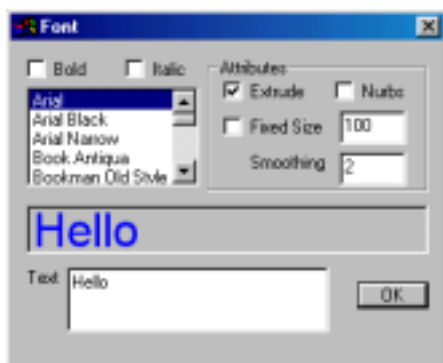 Font
Bold Italic
Arial
Arial Black
Arial Narrow
Book Antiqua
Bookman Old Style
Attributes
Extrude Nurbs
Fixed Size 100
Smoothing 2
Hello
Text Hello
OK